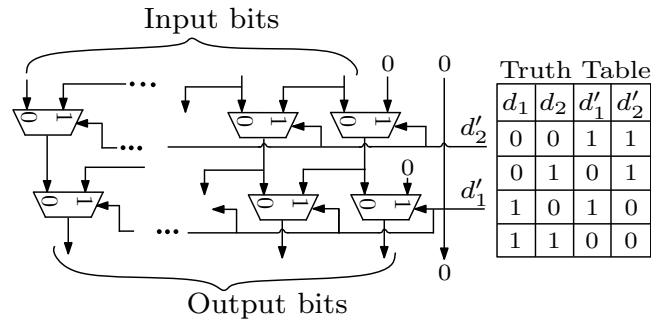 Input bits
0 0
...
0 1 0 1 0 1
d′2
...
0
0 1 0 1 0 1
d′1
...
0
Output bits
Truth Table
d1 d2 d′1 d′2
0 0 1 1
0 1 0 1
1 0 1 0
1 1 0 0